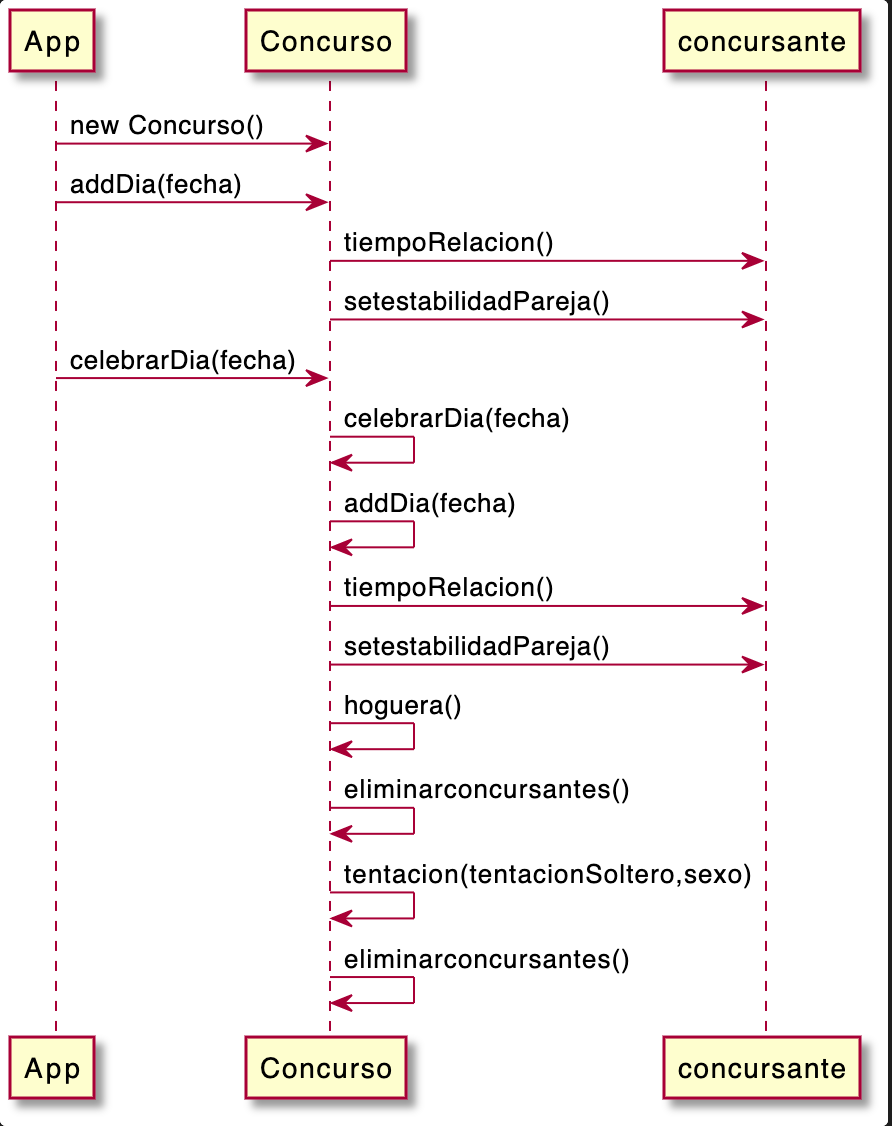 App
Concurso
concursante
new Concurso()
addDia(fecha)
tiempoRelacion()
setestabilidadPareja()
celebrarDia(fecha)
celebrarDia(fecha)
addDia(fecha)
tiempoRelacion()
setestabilidadPareja()
hoguera()
eliminarconcursantes()
tentacion(tentacionSoltero,sexo)
eliminarconcursantes()
App
Concurso
concursante